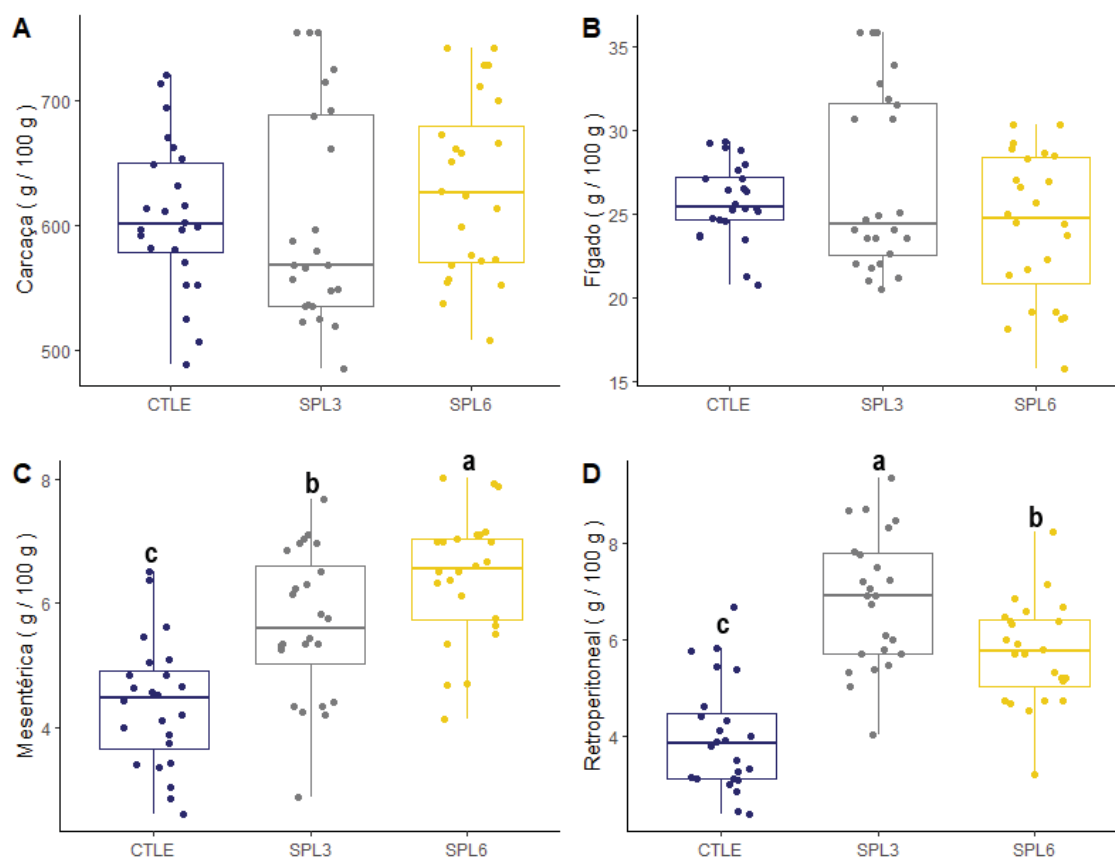 A
Carcaça ( g / 100 g )
700
600
500
CTLE SPL3 SPL6
B
Fígado ( g / 100 g )
35
30
25
20
15
CTLE SPL3 SPL6
C
Mesentérica ( g / 100 g )
8
6
4
c
b
a
CTLE SPL3 SPL6
D
Retroperitoneal ( g / 100 g )
8
6
4
c
a
b
CTLE SPL3 SPL6